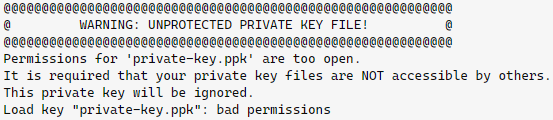 @@@@@@@@@@@@@@@@@@@@@@@@@@@@@@@@@@@@@@@@@@@@@@@@@@@@@@@@@@@
@         WARNING: UNPROTECTED PRIVATE KEY FILE!          @
@@@@@@@@@@@@@@@@@@@@@@@@@@@@@@@@@@@@@@@@@@@@@@@@@@@@@@@@@@@
Permissions for 'private-key.ppk' are too open.
It is required that your private key files are NOT accessible by others.
This private key will be ignored.
Load key "private-key.ppk": bad permissions